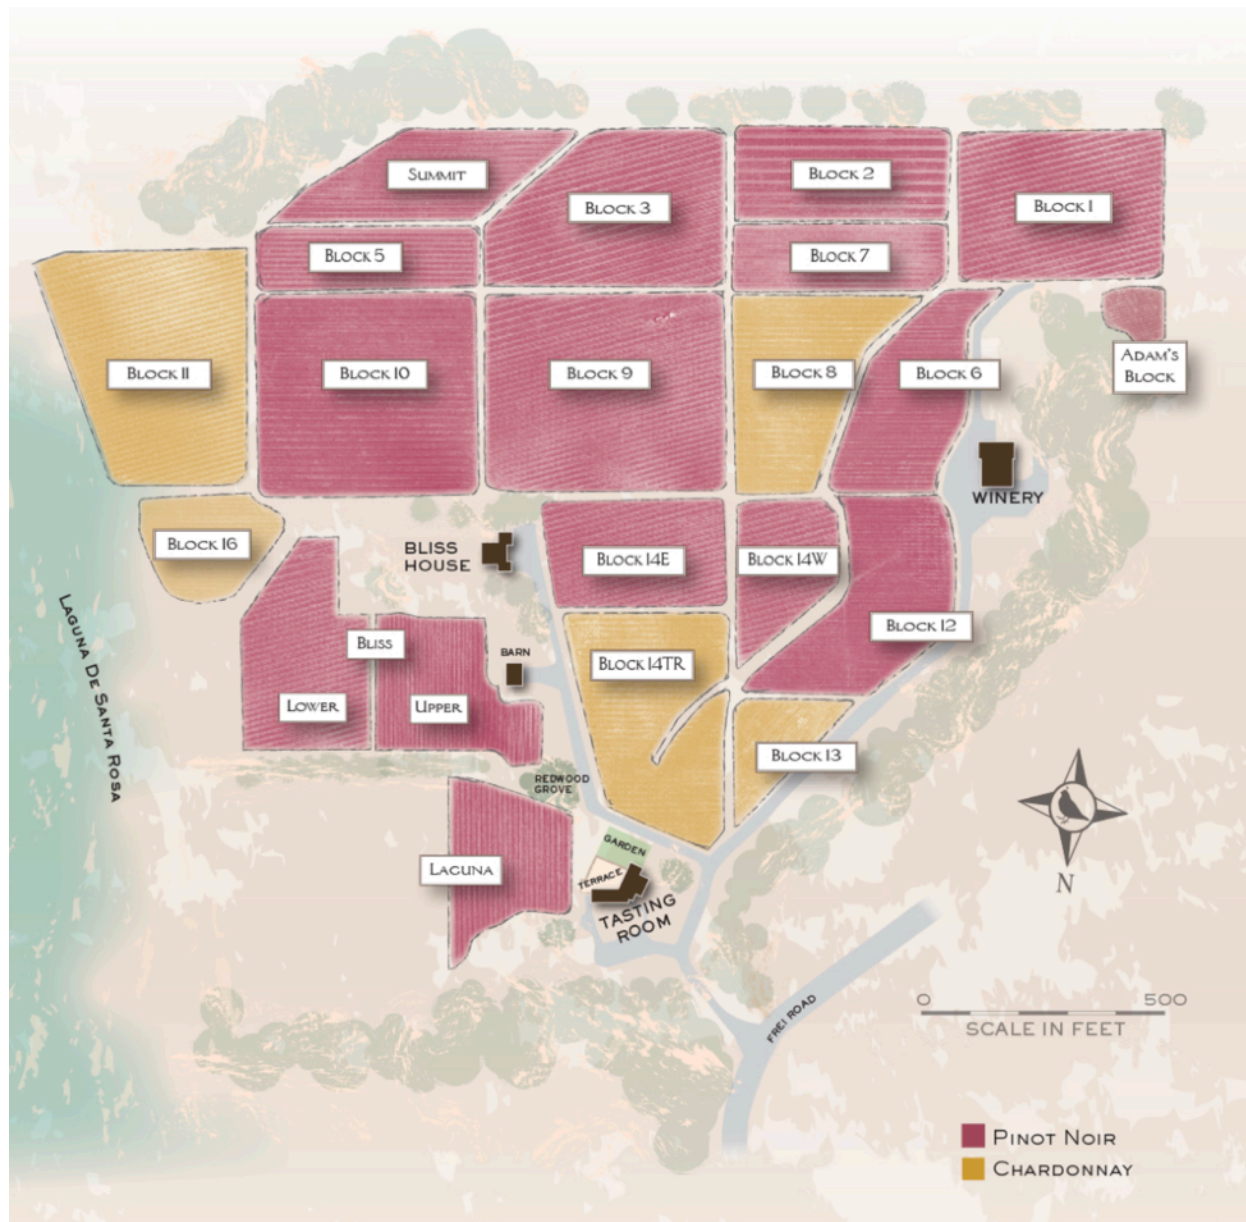 Summit
Block 3
Block 2
Block 1
Block 5
Block 7
Block 11
Block 10
Block 9
Block 8
Block 6
Adam's
Block
WINERY
Block 16
BLISS
HOUSE
Block 14E
Block 14W
Block 12
Bliss
BARN
Block 14TR
Lower
Upper
Block 13
Laguna De Santa Rosa
REDWOOD
GROVE
GARDEN
Laguna
TERRACE
TASTING
ROOM
N
FREI ROAD
0 500
SCALE IN FEET
Pinot Noir
Chardonnay